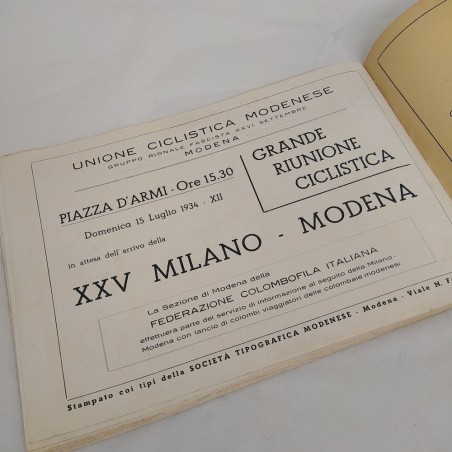 UNIONE CICLISTICA MODENESE
GRUPPO RIONALE FASCISTA XXVI SETTEMBRE
MODENA
PIAZZA D'ARMI - Ore 15.30
Domenica 15 Luglio 1934 - XII
GRANDE
RIUNIONE
CICLISTICA
in attesa dell'arrivo della
XXV MILANO - MODENA
La Sezione di Modena della
FEDERAZIONE COLOMBOFILA ITALIANA
effettuerà parte del servizio di informazione al seguito della Milano-
Modena con lancio di colombi viaggiatori delle colombaie modenesi
Stampato coi tipi della SOCIETÀ TIPOGRAFICA MODENESE - Modena - Viale N.